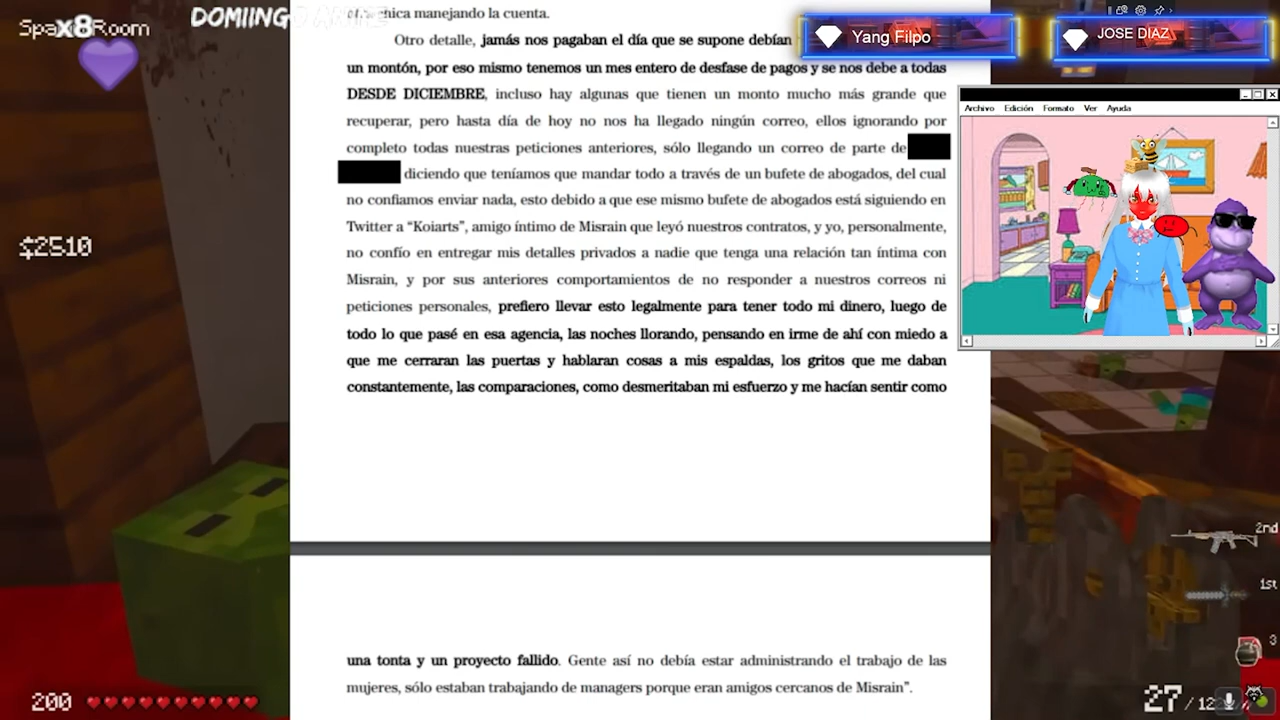 Spawn Room
x8
DOMIINGO ANIME
$2510
manejando la cuenta.
Otro detalle, jamás nos pagaban el día que se supone debían
un montón, por eso mismo tenemos un mes entero de desfase de pagos y se nos debe a todas
DESDE DICIEMBRE, incluso hay algunas que tienen un monto mucho más grande que
recuperar, pero hasta día de hoy no nos ha llegado ningún correo, ellos ignorando por
completo todas nuestras peticiones anteriores, sólo llegando un correo de parte de
diciendo que teníamos que mandar todo a través de un bufete de abogados, del cual
no confiamos enviar nada, esto debido a que ese mismo bufete de abogados está siguiendo en
Twitter a “Koiarts”, amigo íntimo de Misrain que leyó nuestros contratos, y yo, personalmente,
no confío en entregar mis detalles privados a nadie que tenga una relación tan íntima con
Misrain, y por sus anteriores comportamientos de no responder a nuestros correos ni
peticiones personales, prefiero llevar esto legalmente para tener todo mi dinero, luego de
todo lo que pasé en esa agencia, las noches llorando, pensando en irme de ahí con miedo a
que me cerraran las puertas y hablaran cosas a mis espaldas, los gritos que me daban
constantemente, las comparaciones, como desmeritaban mi esfuerzo y me hacían sentir como
una tonta y un proyecto fallido. Gente así no debía estar administrando el trabajo de las
mujeres, sólo estaban trabajando de managers porque eran amigos cercanos de Misrain”.
Yang Filpo
JOSE DIAZ
Archivo Edición Formato Ver Ayuda
2nd
1st
3
200
27